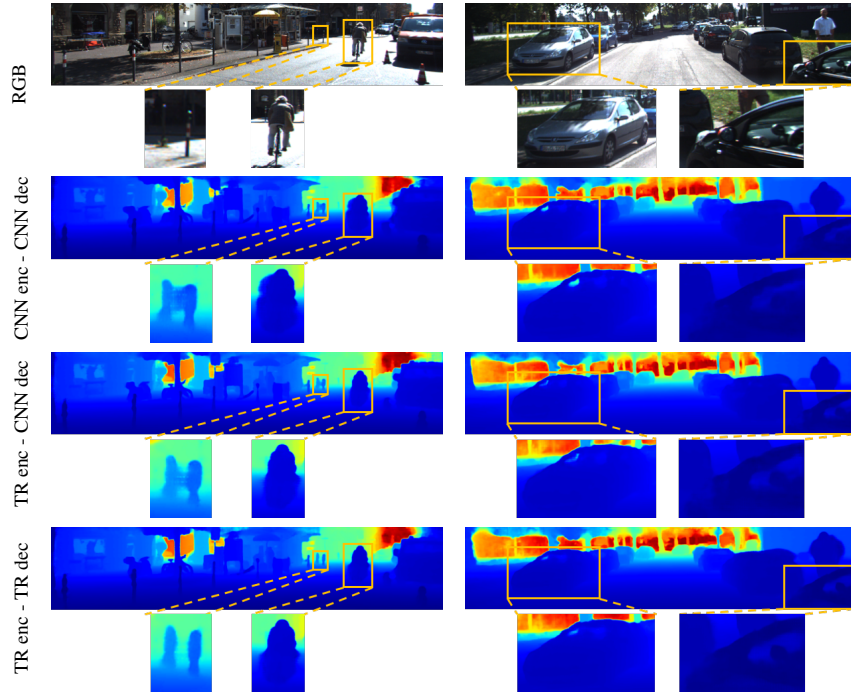 RGB
CNN enc - CNN dec
TR enc - CNN dec
TR enc - TR dec